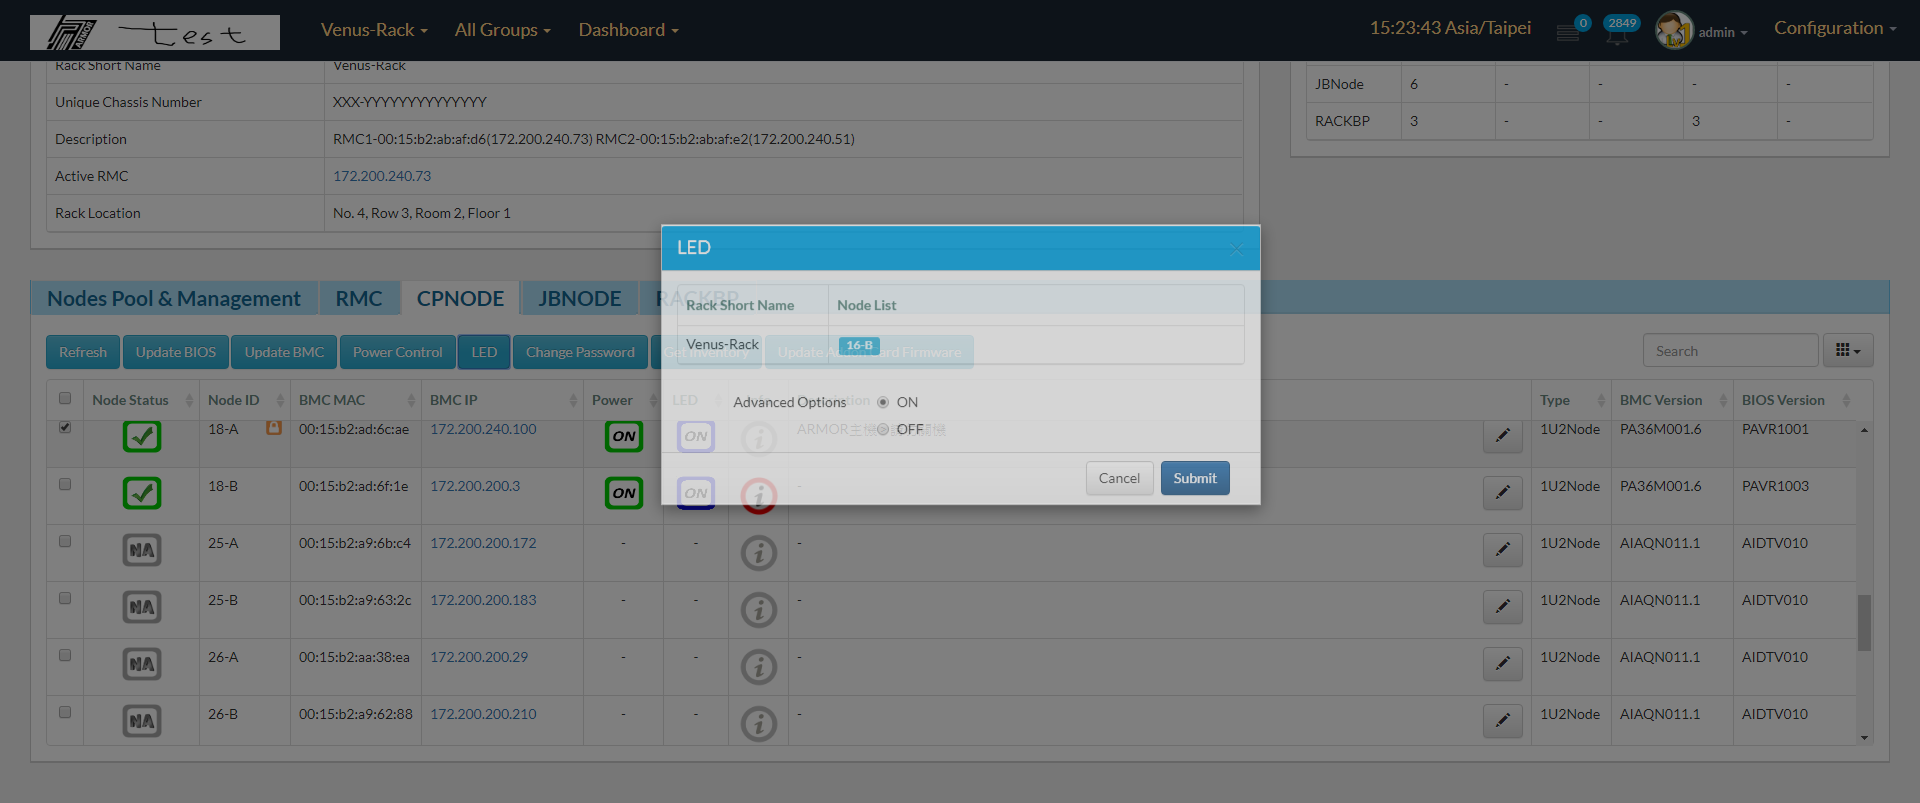 ARMOR test Venus-Rack All Groups Dashboard 15:23:43 Asia/Taipei 0 2849 admin Configuration
Rack Short Name Venus-Rack
Unique Chassis Number XXX-YYYYYYYYYYYYYY
Description RMC1-00:15:b2:ab:af:d6(172.200.240.73) RMC2-00:15:b2:ab:af:e2(172.200.240.51)
Active RMC 172.200.240.73
Rack Location No. 4, Row 3, Room 2, Floor 1
JBNode 6 - - - -
RACKBP 3 - - 3 -
LED ×
Rack Short Name Node List
Venus-Rack 16-B
Advanced Options ON
OFF
Cancel Submit
Nodes Pool & Management RMC CPNODE JBNODE RACKBP
Refresh Update BIOS Update BMC Power Control LED Change Password Get Inventory Update Addon Card Firmware Search
Node Status Node ID BMC MAC BMC IP Power LED Type BMC Version BIOS Version
18-A 00:15:b2:ad:6c:ae 172.200.240.100 ON ON i 1U2Node PA36M001.6 PAVR1001
18-B 00:15:b2:ad:6f:1e 172.200.200.3 ON ON i - 1U2Node PA36M001.6 PAVR1003
NA 25-A 00:15:b2:a9:6b:c4 172.200.200.172 - - i - 1U2Node AIAQN011.1 AIDTV010
NA 25-B 00:15:b2:a9:63:2c 172.200.200.183 - - i - 1U2Node AIAQN011.1 AIDTV010
NA 26-A 00:15:b2:aa:38:ea 172.200.200.29 - - i - 1U2Node AIAQN011.1 AIDTV010
NA 26-B 00:15:b2:a9:62:88 172.200.200.210 - - i - 1U2Node AIAQN011.1 AIDTV010